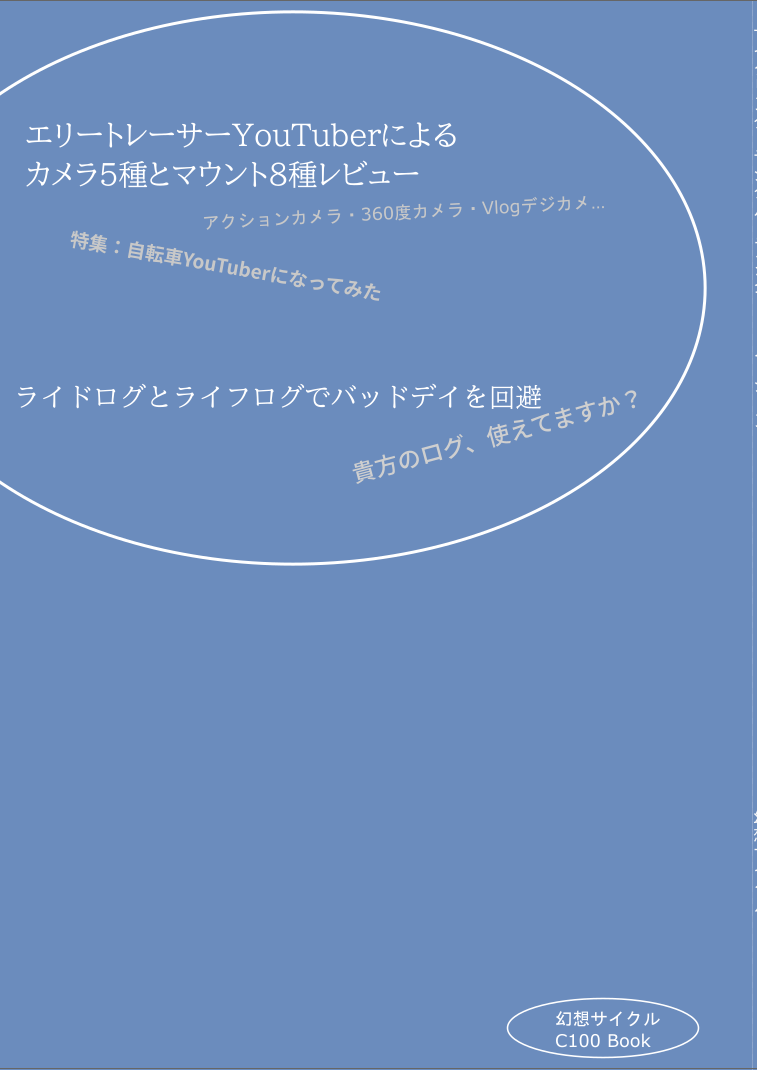 エリートレーサーYouTuberによる
カメラ5種とマウント8種レビュー
アクションカメラ・360度カメラ・Vlogデジカメ...
特集：自転車YouTuberになってみた
ライドログとライフログでバッドデイを回避
貴方のログ、使えてますか？
幻想サイクル
C100 Book